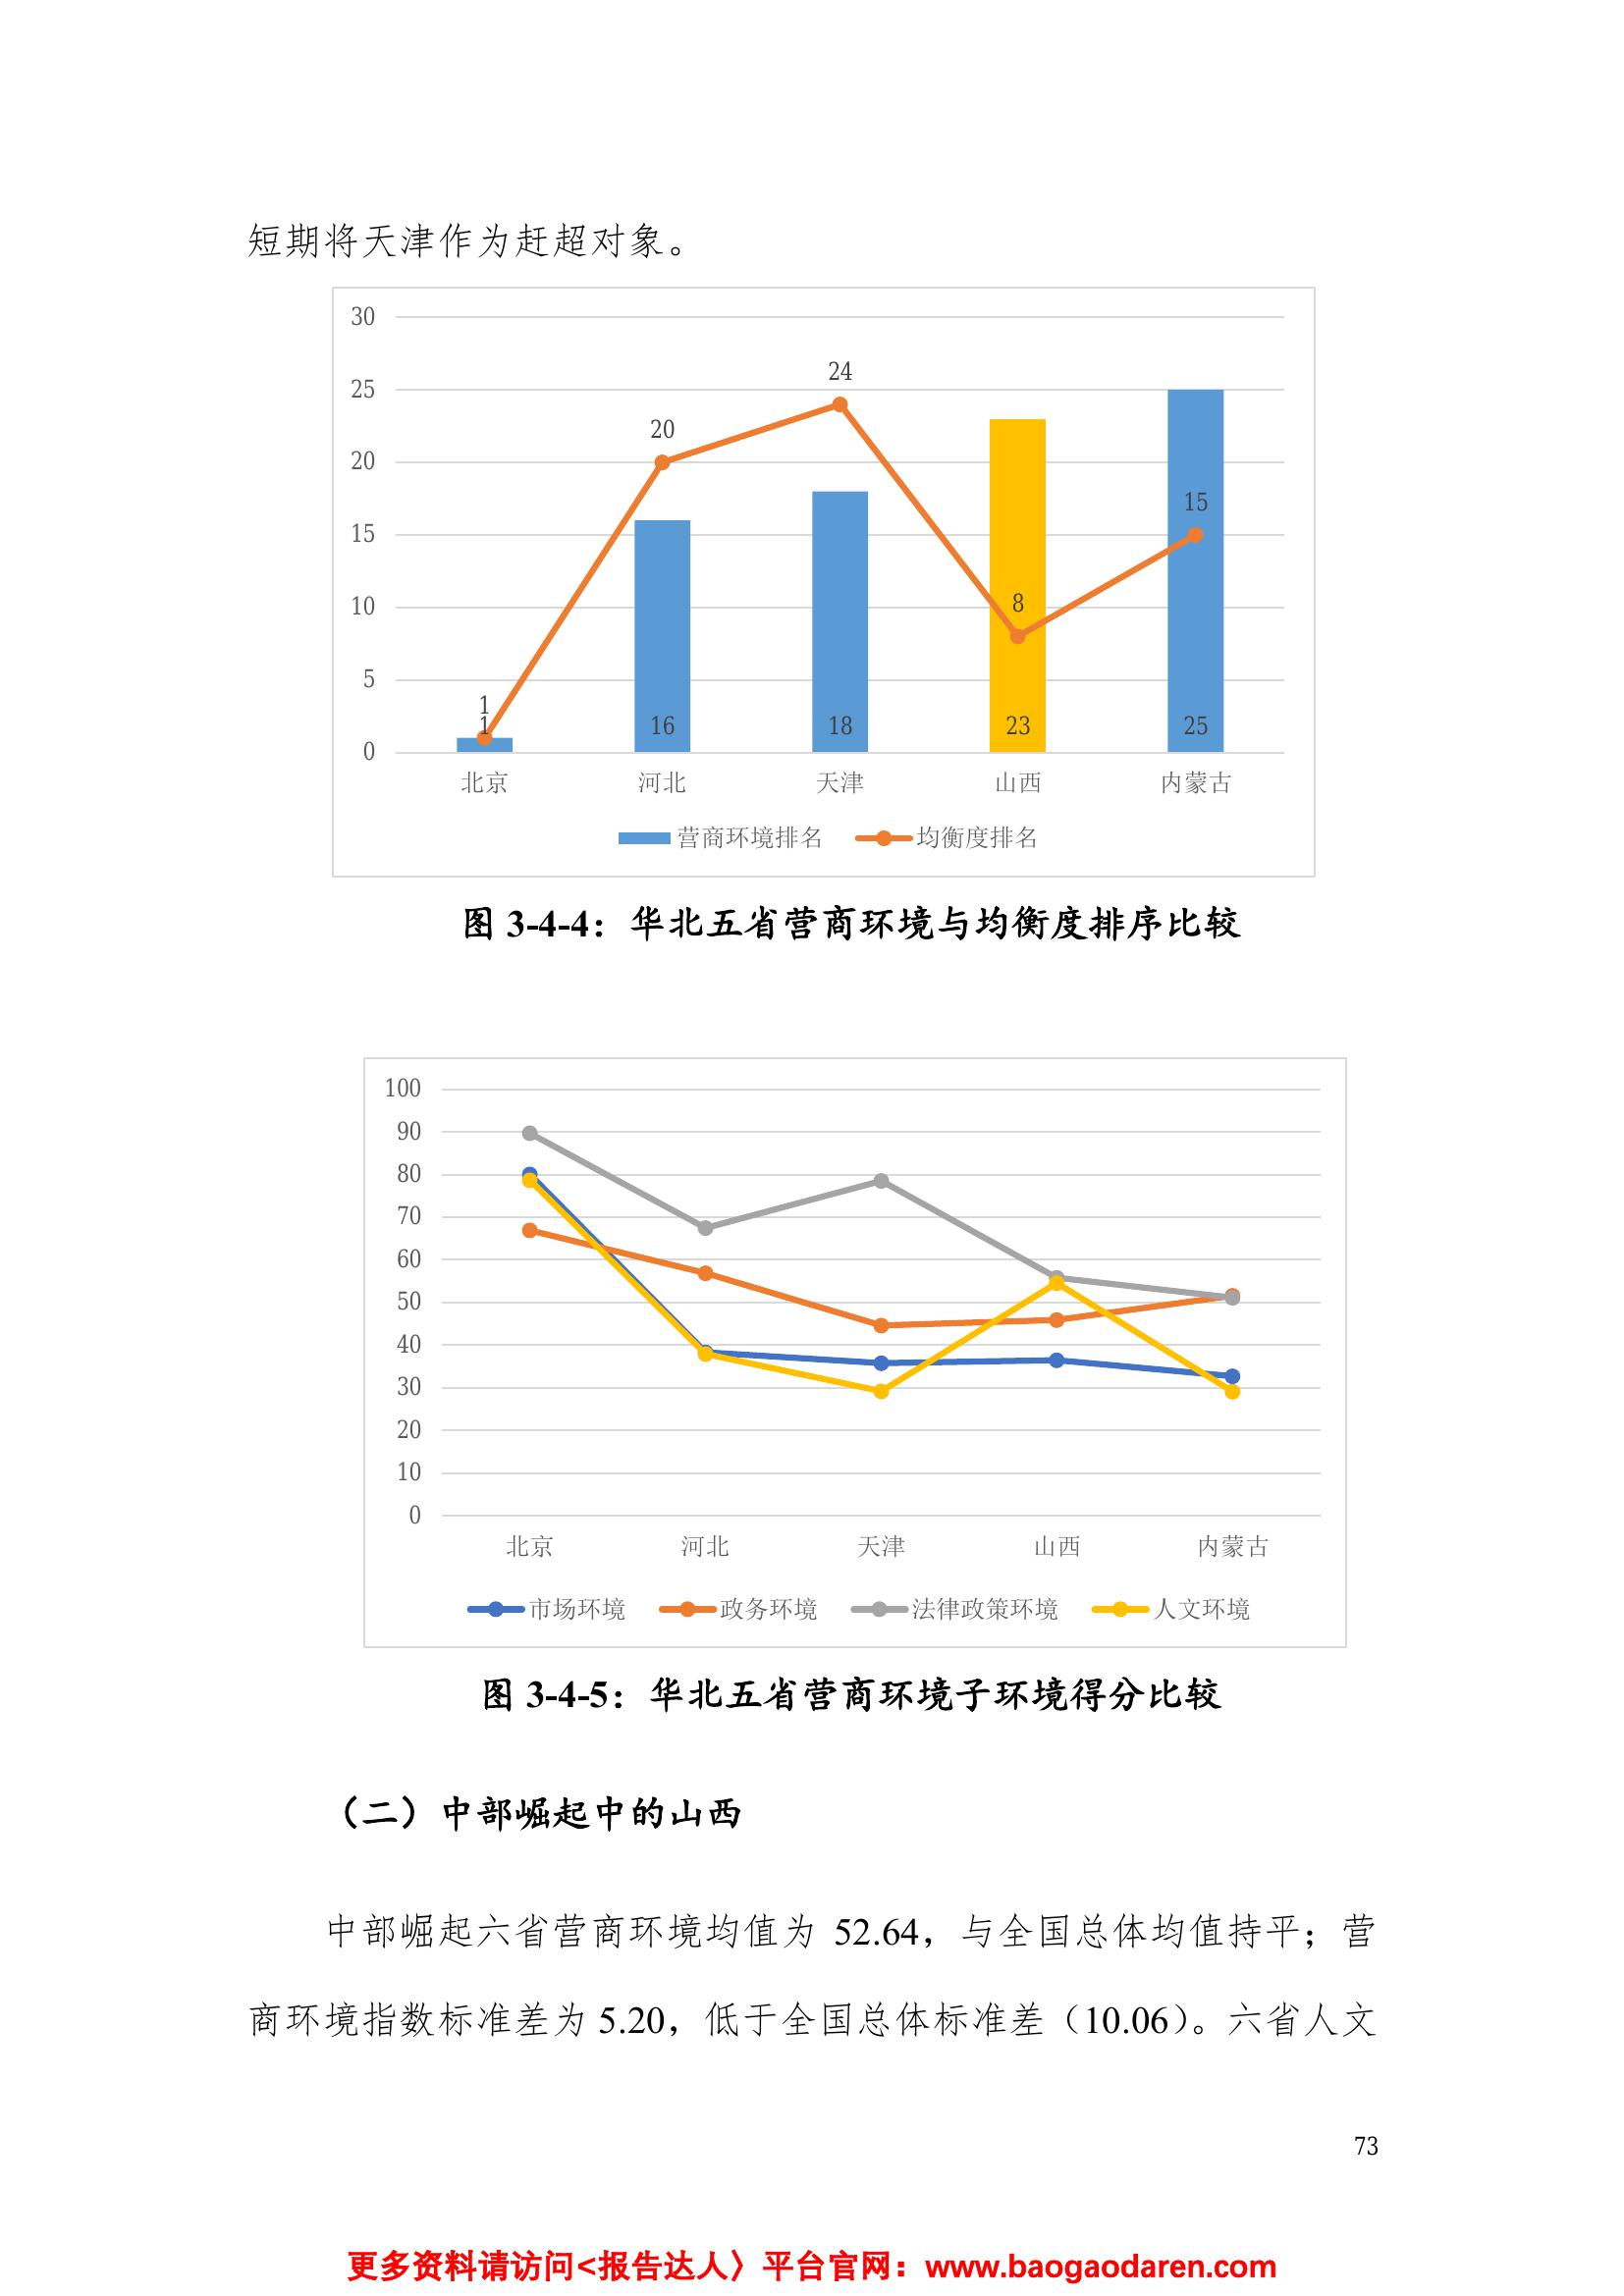 短期将天津作为赶超对象。
30
25
20
15
10
5
0
1
1
20
24
8
15
16
18
23
25
北京 河北 天津 山西 内蒙古
营商环境排名 均衡度排名
图 3-4-4：华北五省营商环境与均衡度排序比较
100
90
80
70
60
50
40
30
20
10
0
北京 河北 天津 山西 内蒙古
市场环境 政务环境 法律政策环境 人文环境
图 3-4-5：华北五省营商环境子环境得分比较
（二）中部崛起中的山西
中部崛起六省营商环境均值为 52.64，与全国总体均值持平；营
商环境指数标准差为 5.20，低于全国总体标准差（10.06）。六省人文
73
更多资料请访问<报告达人〉平台官网：www.baogaodaren.com